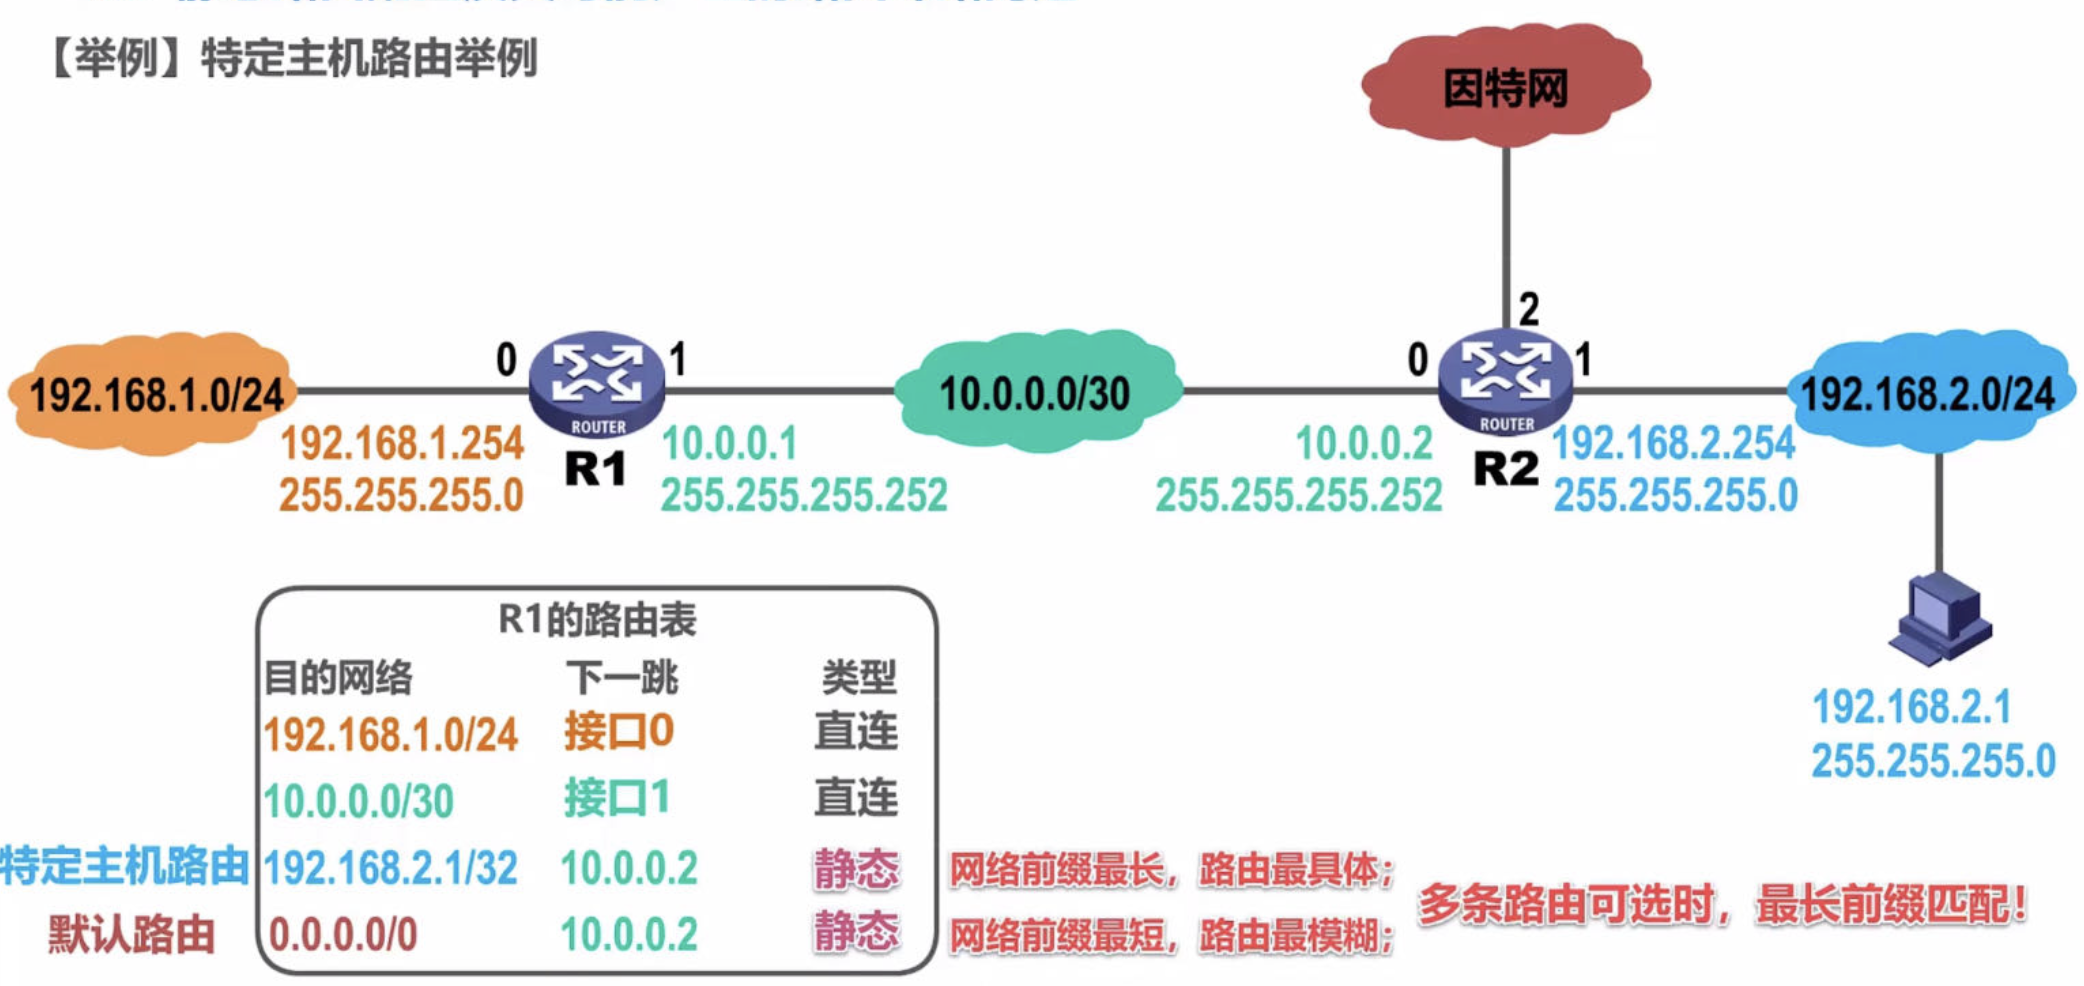 【举例】特定主机路由举例
因特网
2
0
1
0
1
192.168.1.0/24
10.0.0.0/30
192.168.2.0/24
ROUTER
ROUTER
192.168.1.254
255.255.255.0
R1
10.0.0.1
255.255.255.252
10.0.0.2
255.255.255.252
R2
192.168.2.254
255.255.255.0
192.168.2.1
255.255.255.0
R1的路由表
目的网络 下一跳 类型
192.168.1.0/24 接口0 直连
10.0.0.0/30 接口1 直连
特定主机路由 192.168.2.1/32 10.0.0.2 静态 网络前缀最长，路由最具体；
默认路由 0.0.0.0/0 10.0.0.2 静态 网络前缀最短，路由最模糊；
多条路由可选时，最长前缀匹配！